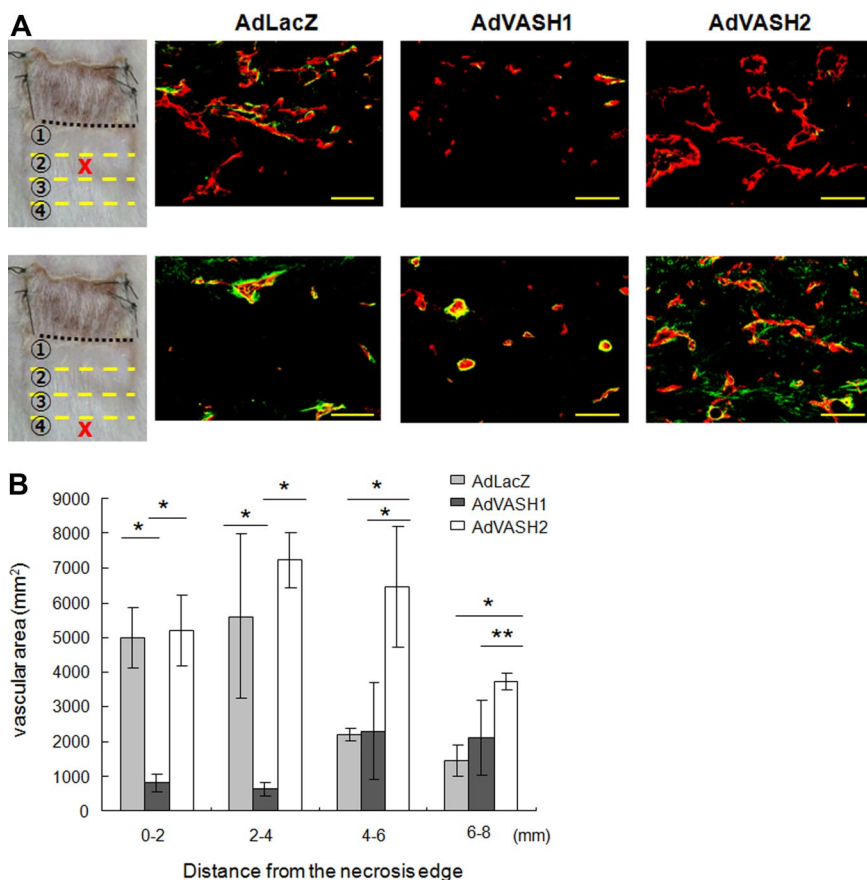 A
AdLacZ AdVASH1 AdVASH2
①
② X
③
④
①
②
③
④ X
B
AdLacZ
AdVASH1
AdVASH2
* * * * * * * **
vascular area (mm²)
9000
8000
7000
6000
5000
4000
3000
2000
1000
0
0-2 2-4 4-6 6-8 (mm)
Distance from the necrosis edge